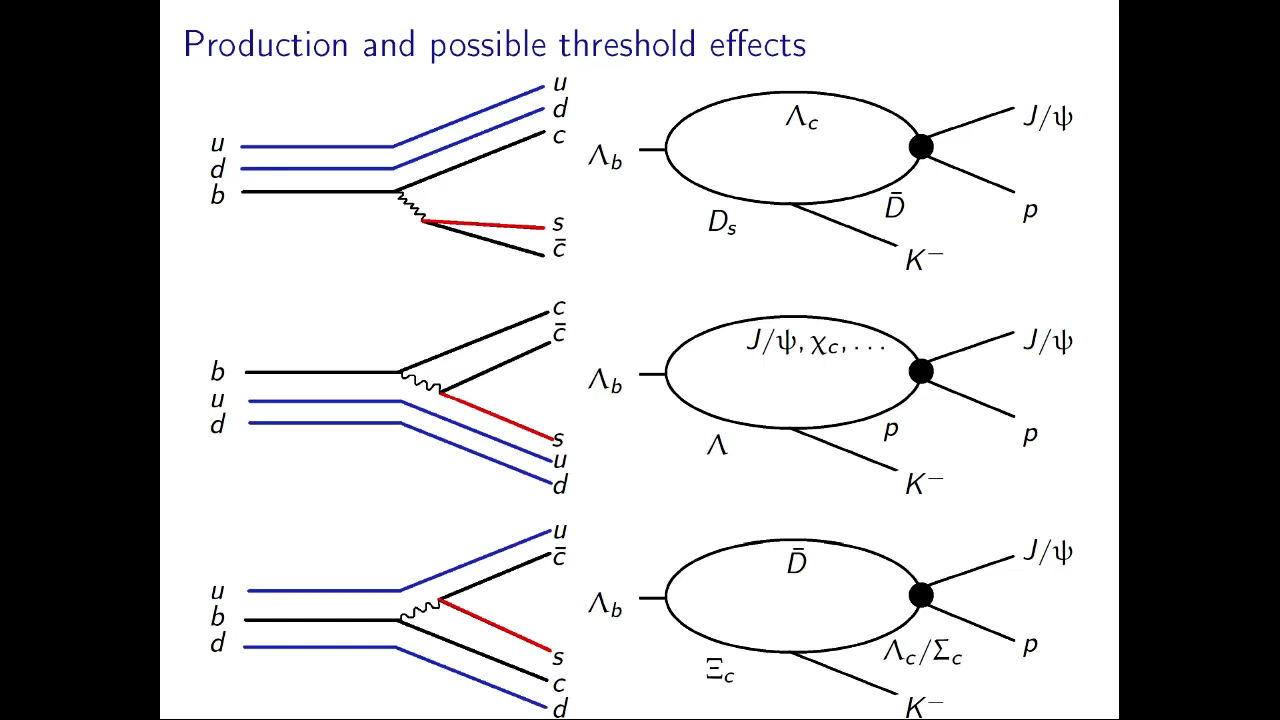 Production and possible threshold effects
u
d
b
u
d
c
s
c̄
Λb
Λc
Ds
D̄
K⁻
J/ψ
p
b
u
d
c
c̄
s
u
d
Λb
J/ψ, χc, ...
Λ
p
K⁻
J/ψ
p
u
b
d
u
c̄
s
c
d
Λb
D̄
Ξc
Λc/Σc
K⁻
J/ψ
p